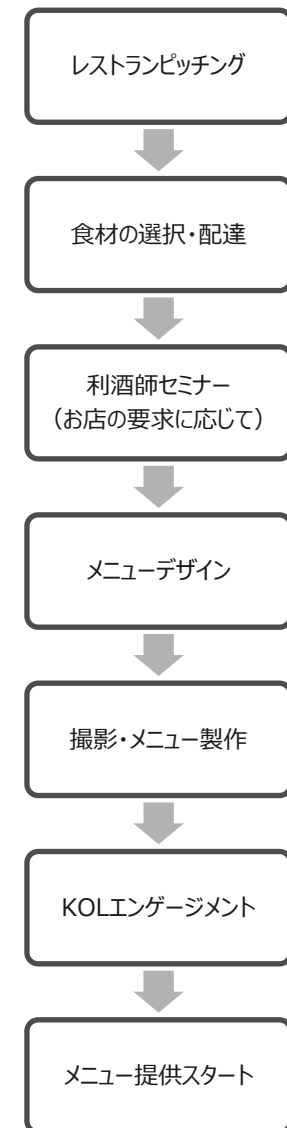 レストランピッチング
食材の選択・配達
利酒師セミナー
（お店の要求に応じて）
メニューデザイン
撮影・メニュー製作
KOLエンゲージメント
メニュー提供スタート